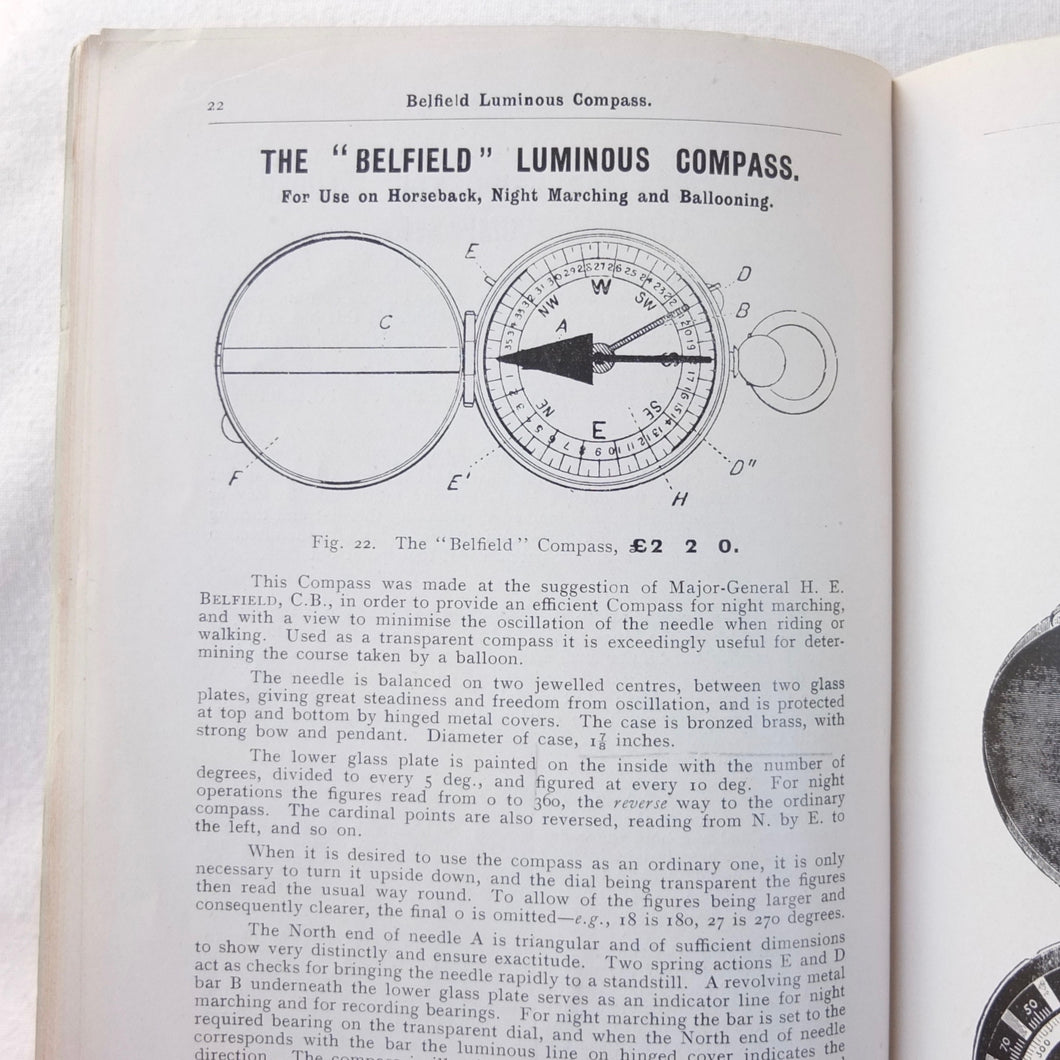 22
Belfield Luminous Compass.
THE "BELFIELD" LUMINOUS COMPASS.
For Use on Horseback, Night Marching and Ballooning.
E
D
B
C
A
W
NW
SW
S
NE
SE
E
F
E'
D"
H
Fig. 22. The "Belfield" Compass, £2 2 0.
This Compass was made at the suggestion of Major-General H. E.
BELFIELD, C.B., in order to provide an efficient Compass for night marching,
and with a view to minimise the oscillation of the needle when riding or
walking. Used as a transparent compass it is exceedingly useful for deter-
mining the course taken by a balloon.
The needle is balanced on two jewelled centres, between two glass
plates, giving great steadiness and freedom from oscillation, and is protected
at top and bottom by hinged metal covers. The case is bronzed brass, with
strong bow and pendant. Diameter of case, 1⅞ inches.
The lower glass plate is painted on the inside with the number of
degrees, divided to every 5 deg., and figured at every 10 deg. For night
operations the figures read from 0 to 360, the reverse way to the ordinary
compass. The cardinal points are also reversed, reading from N. by E. to
the left, and so on.
When it is desired to use the compass as an ordinary one, it is only
necessary to turn it upside down, and the dial being transparent the figures
then read the usual way round. To allow of the figures being larger and
consequently clearer, the final 0 is omitted—e.g., 18 is 180, 27 is 270 degrees.
The North end of needle A is triangular and of sufficient dimensions
to show very distinctly and ensure exactitude. Two spring actions E and D
act as checks for bringing the needle rapidly to a standstill. A revolving metal
bar B underneath the lower glass plate serves as an indicator line for night
marching and for recording bearings. For night marching the bar is set to the
required bearing on the transparent dial, and when the North end of needle
corresponds with the bar the luminous line on hinged cover indicates the
direction. The compass
50